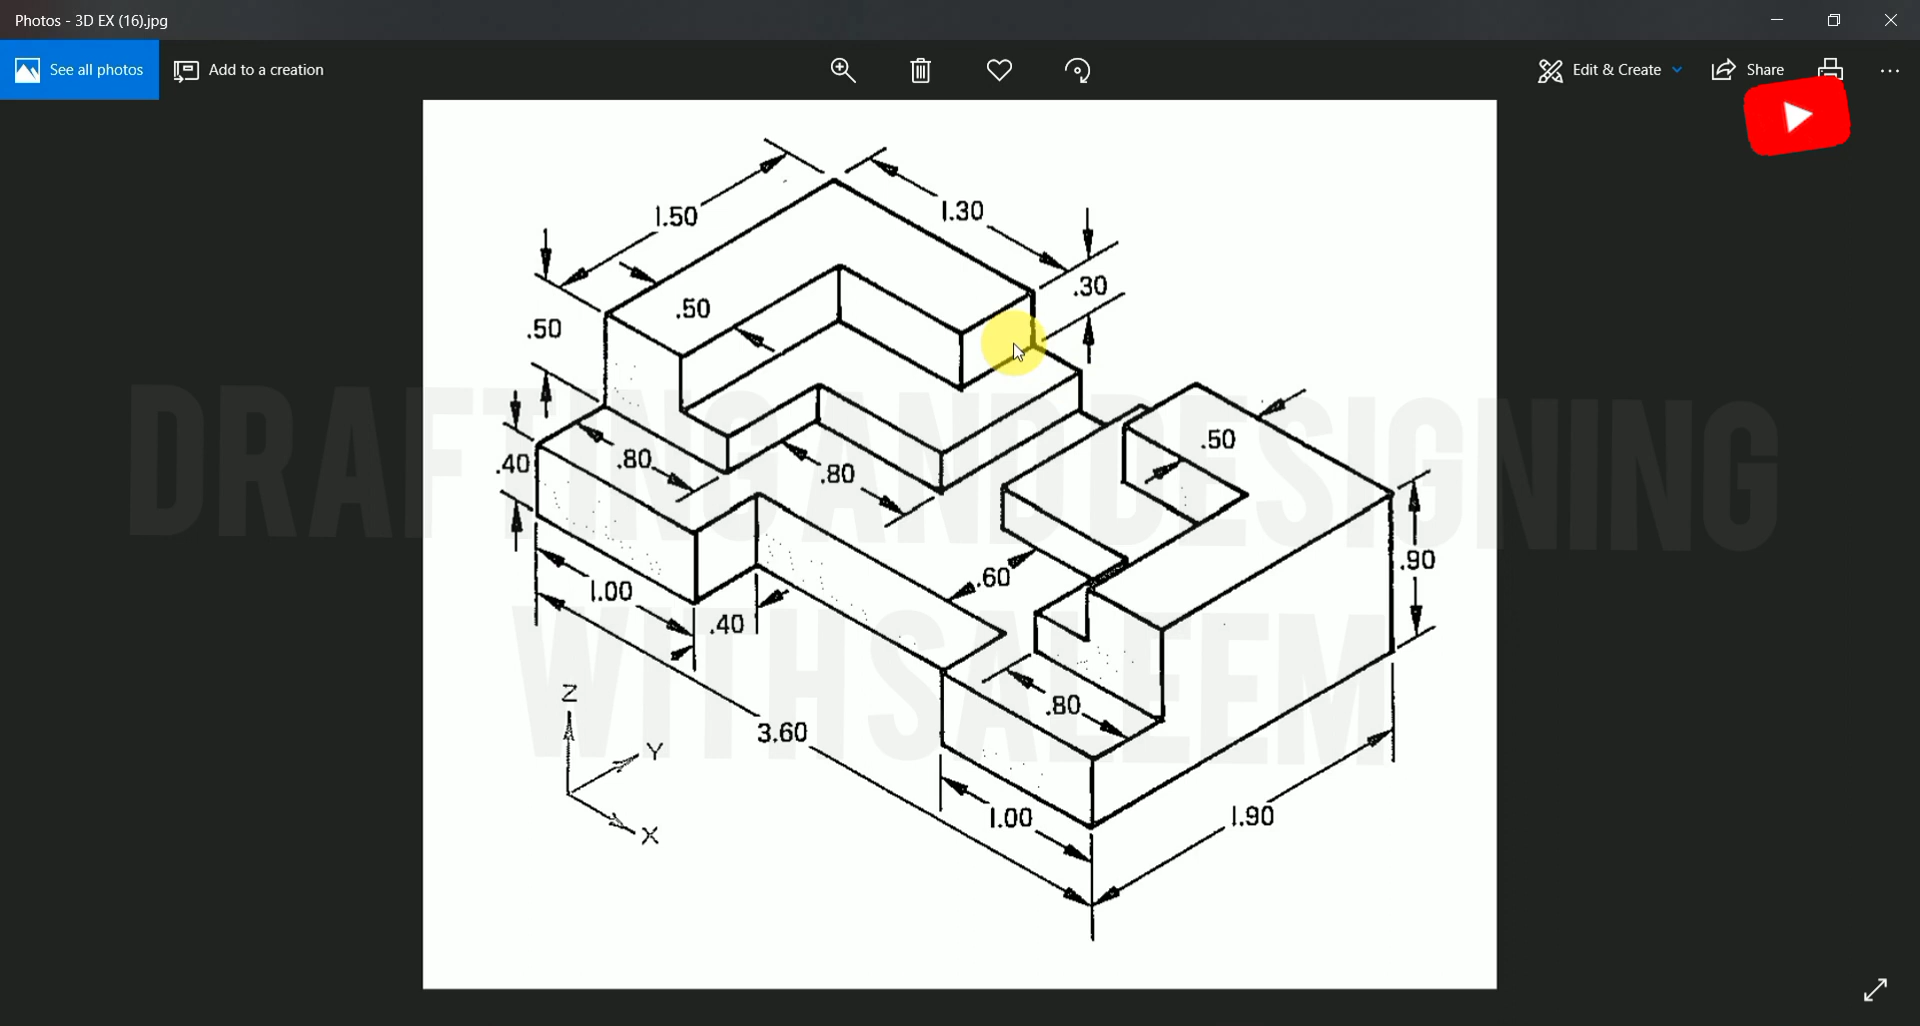 Photos - 3D EX (16).jpg
See all photos
Add to a creation
Edit & Create
Share
1.50
1.30
.30
.50
.50
.50
.40
.80
.80
.90
.60
1.00
.40
.80
3.60
1.00
1.90
Z
Y
X
DRAFTING AND DESIGNING
WITH SALEEM